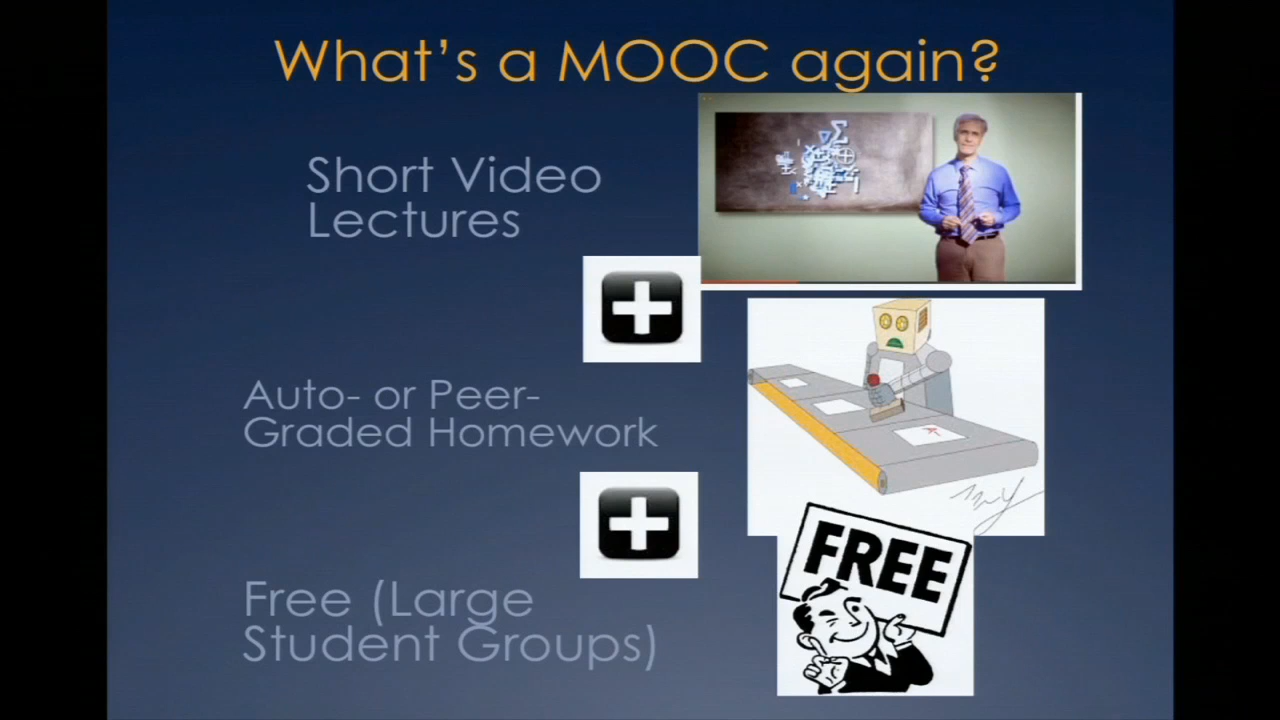 What's a MOOC again?
Short Video
Lectures
Auto- or Peer-
Graded Homework
A
FREE
Free (Large
Student Groups)